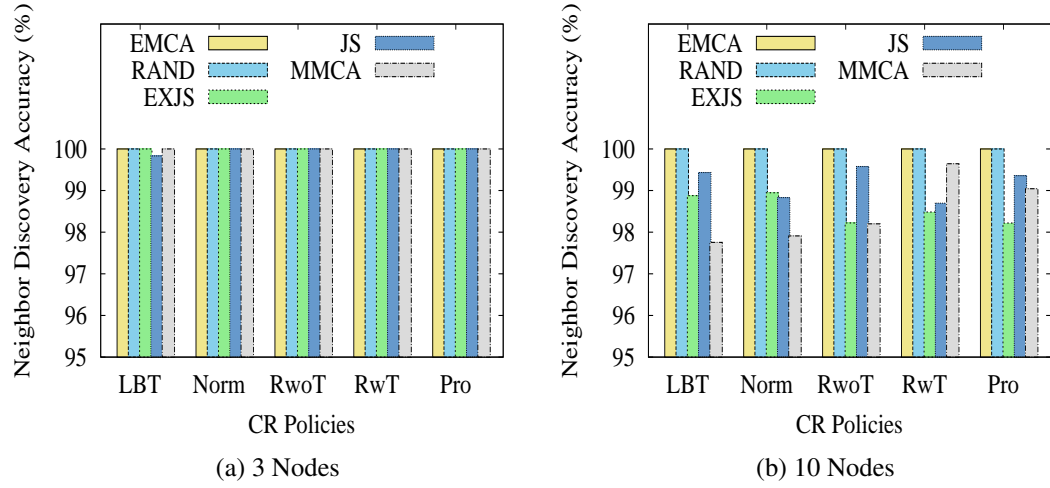 Neighbor Discovery Accuracy (%)
EMCA
RAND
EXJS
JS
MMCA
100
99
98
97
96
95
LBT Norm RwoT RwT Pro
CR Policies
(a) 3 Nodes
Neighbor Discovery Accuracy (%)
EMCA
RAND
EXJS
JS
MMCA
100
99
98
97
96
95
LBT Norm RwoT RwT Pro
CR Policies
(b) 10 Nodes